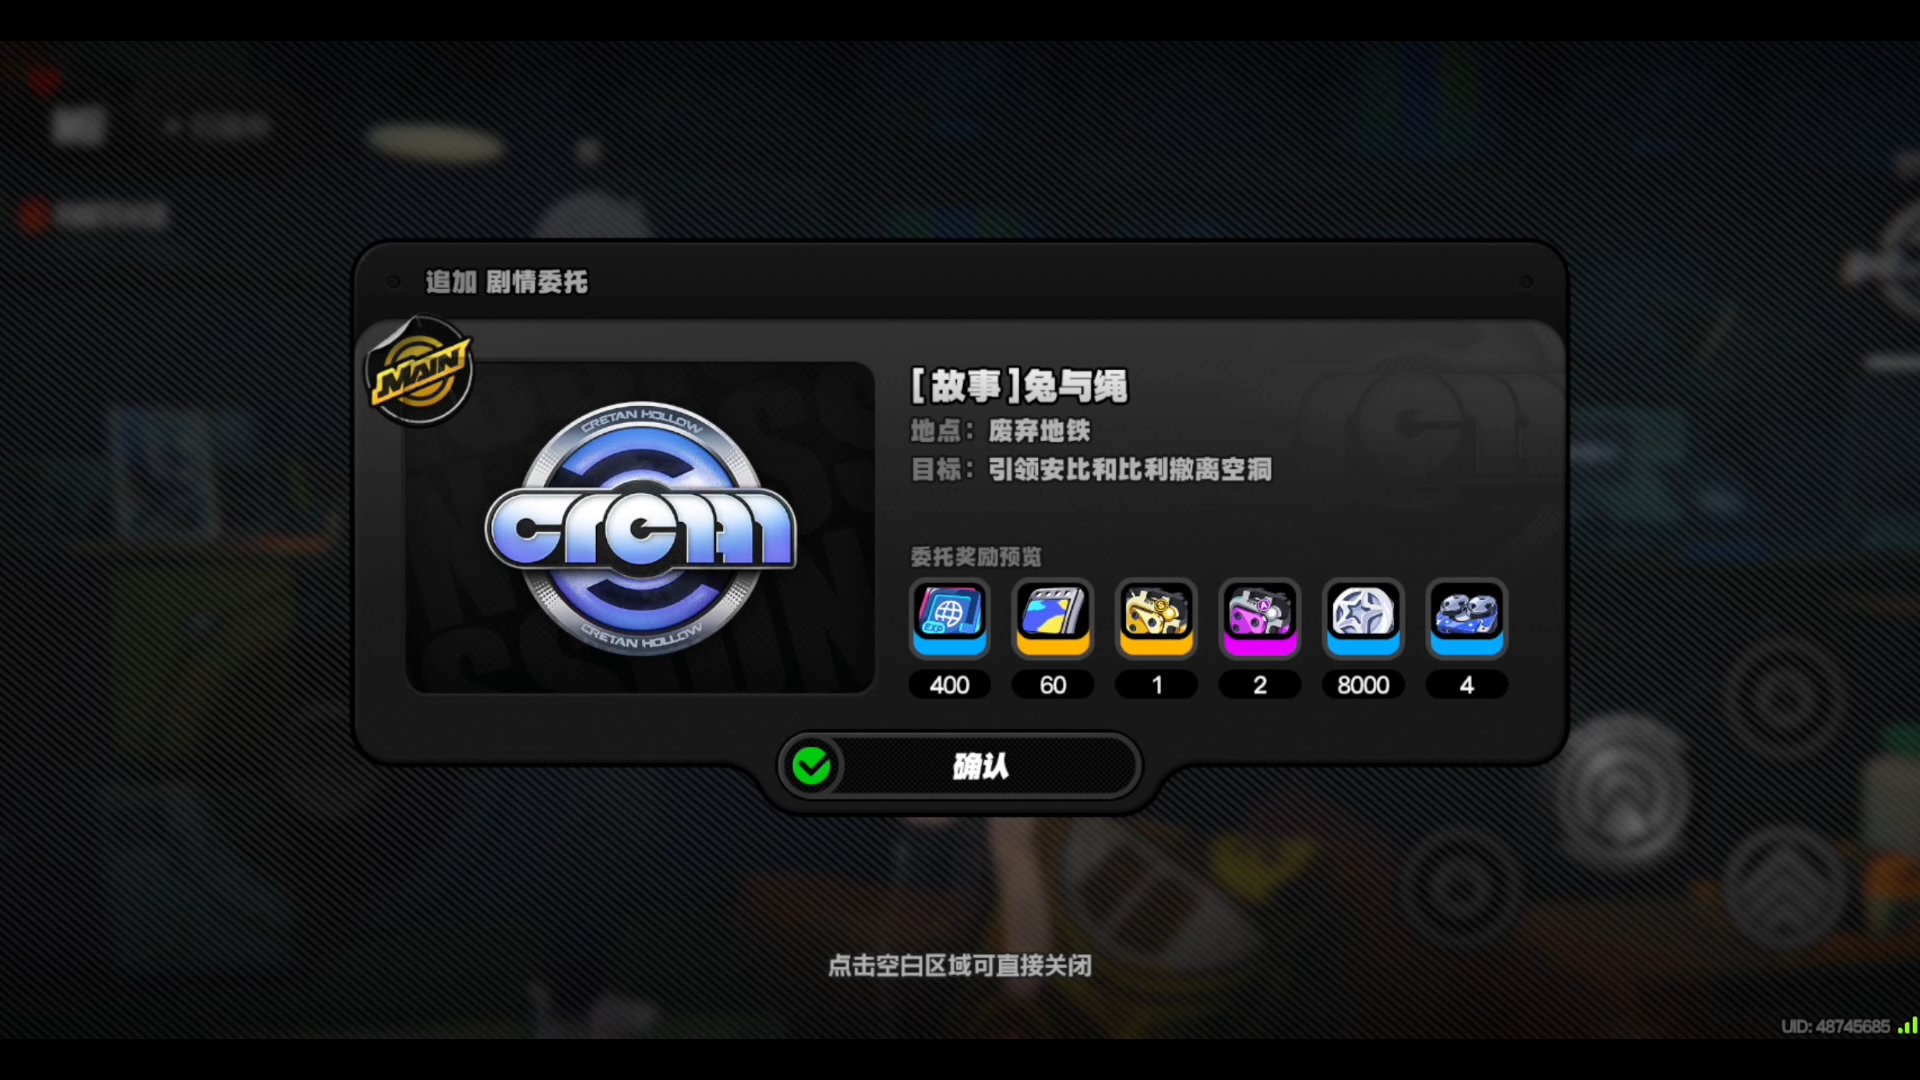 追加 剧情委托
MAIN
CRETAN HOLLOW
cretan
CRETAN HOLLOW
[故事]兔与绳
地点：废弃地铁
目标：引领安比和比利撤离空洞
委托奖励预览
EXP
400 60 1 2 8000 4
确认
点击空白区域可直接关闭
UID: 48745685